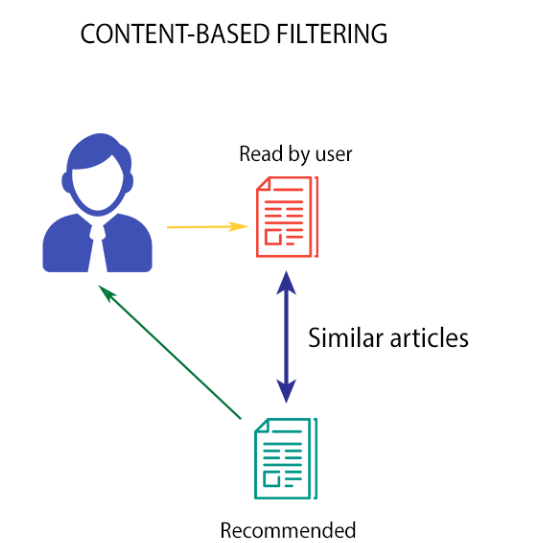 CONTENT-BASED FILTERING
Read by user
Similar articles
Recommended